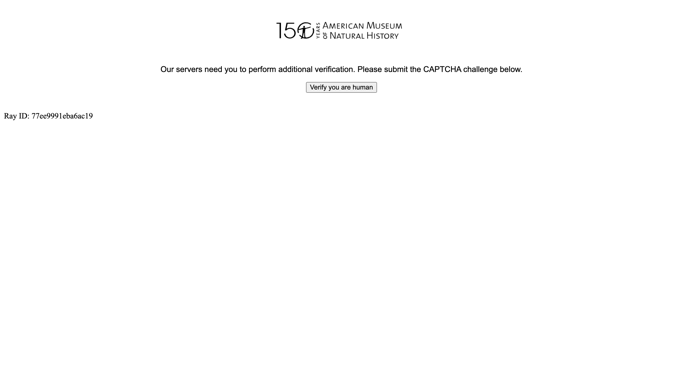 150 YEARS AMERICAN MUSEUM
& NATURAL HISTORY
Our servers need you to perform additional verification. Please submit the CAPTCHA challenge below.
Verify you are human
Ray ID: 77ee9991eba6ac19